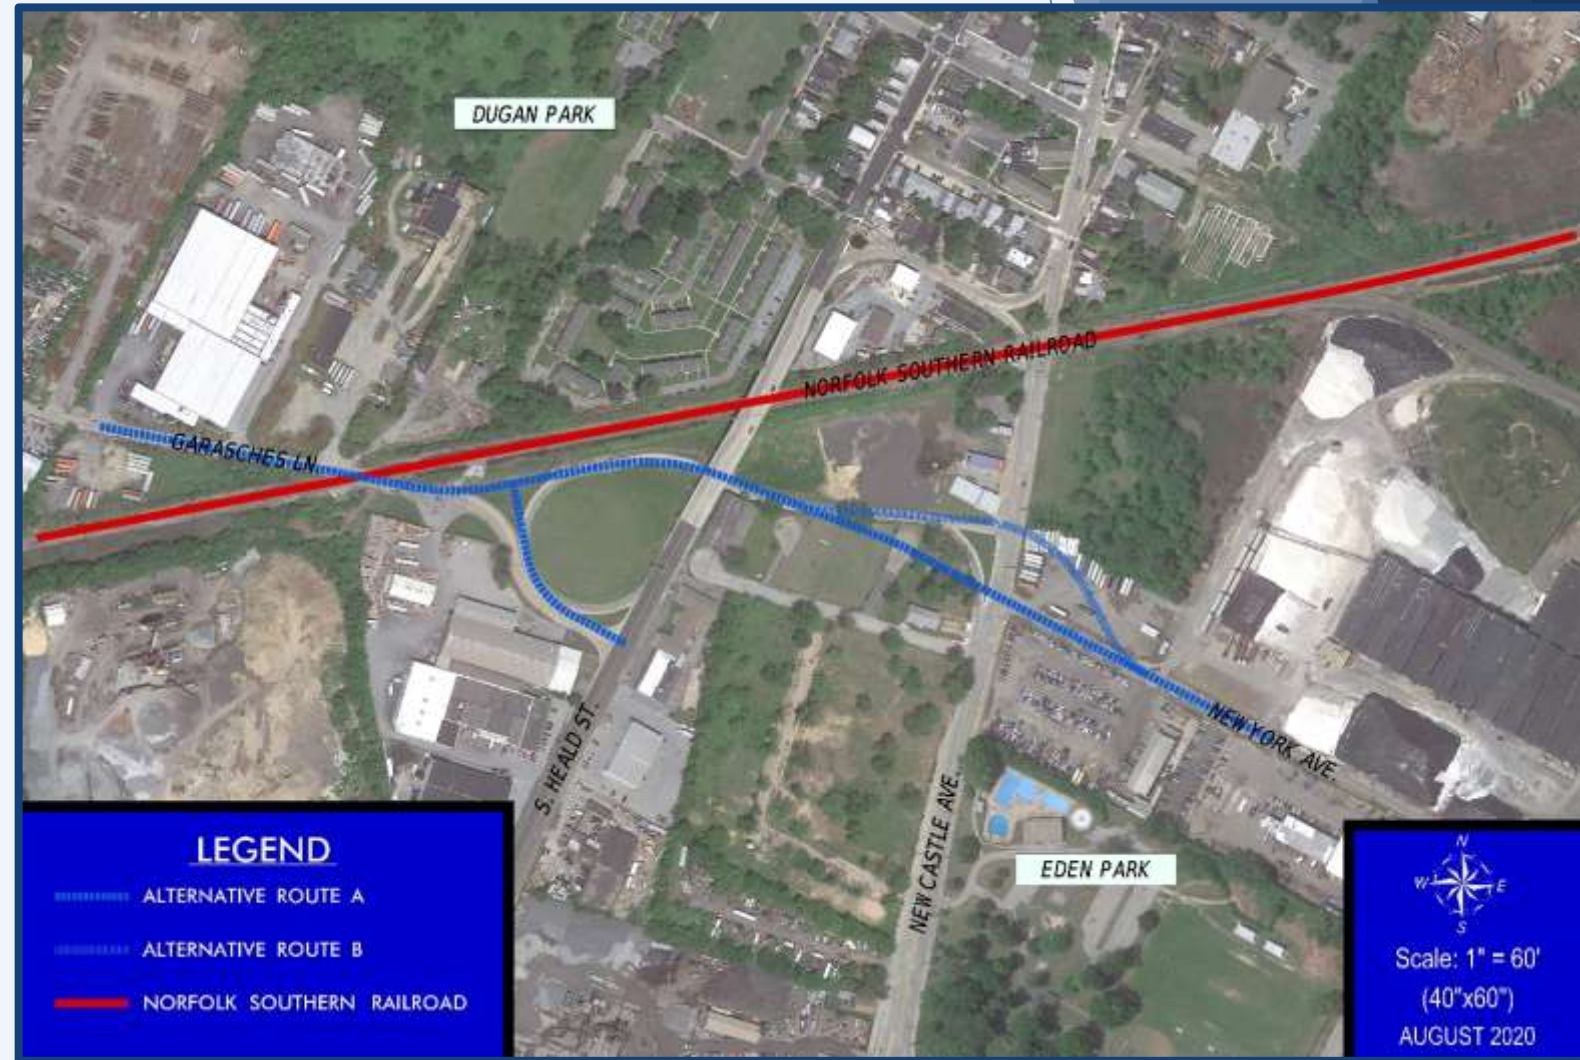 DUGAN PARK
NORFOLK SOUTHERN RAILROAD
GARASCHES LN.
S. HEALD ST.
NEW CASTLE AVE.
NEW YORK AVE.
EDEN PARK
LEGEND
ALTERNATIVE ROUTE A
ALTERNATIVE ROUTE B
NORFOLK SOUTHERN RAILROAD
N
W
E
S
Scale: 1" = 60'
(40"x60")
AUGUST 2020